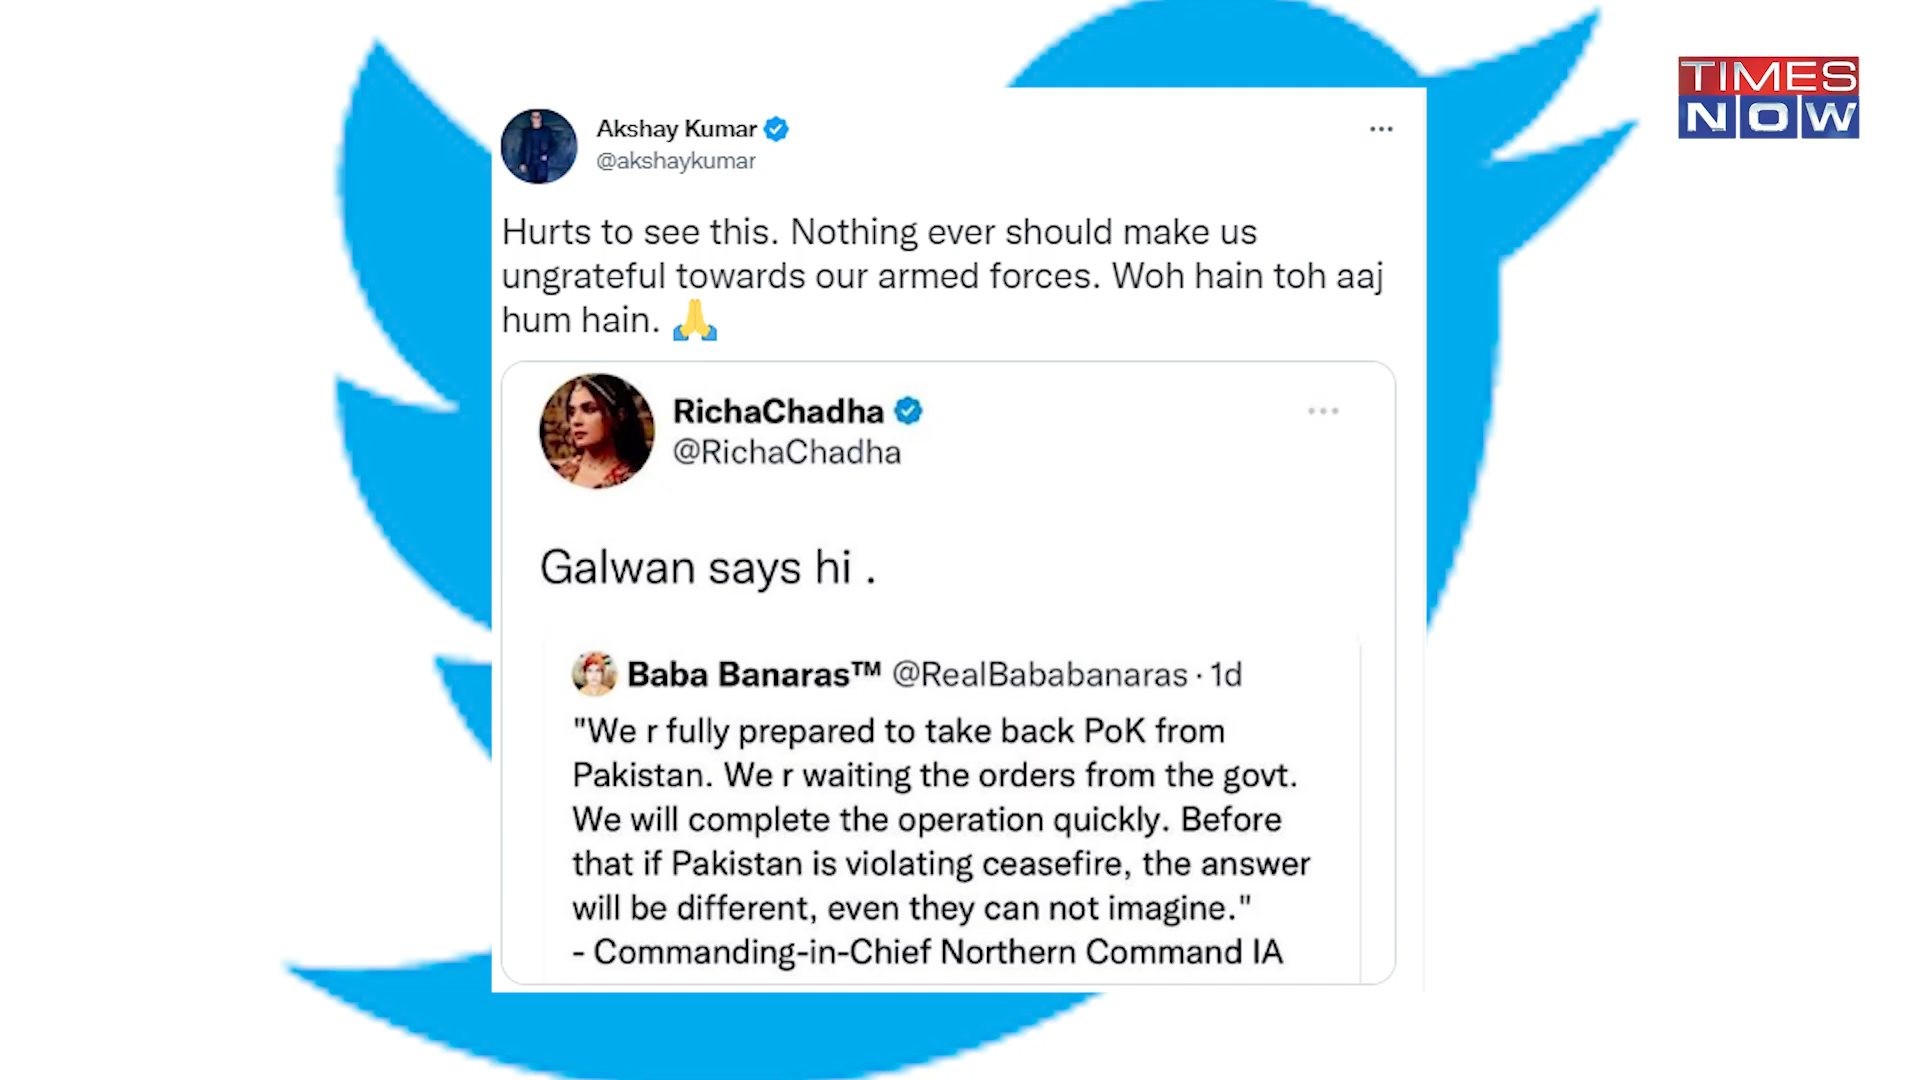 TIMES
NOW
Akshay Kumar
@akshaykumar
Hurts to see this. Nothing ever should make us
ungrateful towards our armed forces. Woh hain toh aaj
hum hain. 🙏
RichaChadha
@RichaChadha
Galwan says hi .
Baba Banaras™ @RealBababanaras · 1d
"We r fully prepared to take back PoK from
Pakistan. We r waiting the orders from the govt.
We will complete the operation quickly. Before
that if Pakistan is violating ceasefire, the answer
will be different, even they can not imagine."
- Commanding-in-Chief Northern Command IA